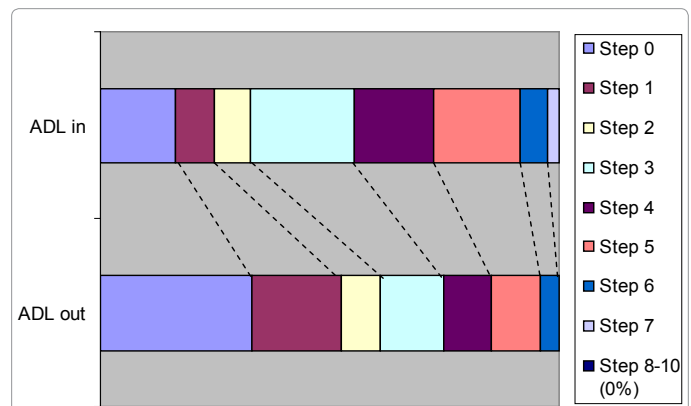 ADL in
ADL out
Step 0
Step 1
Step 2
Step 3
Step 4
Step 5
Step 6
Step 7
Step 8-10
(0%)